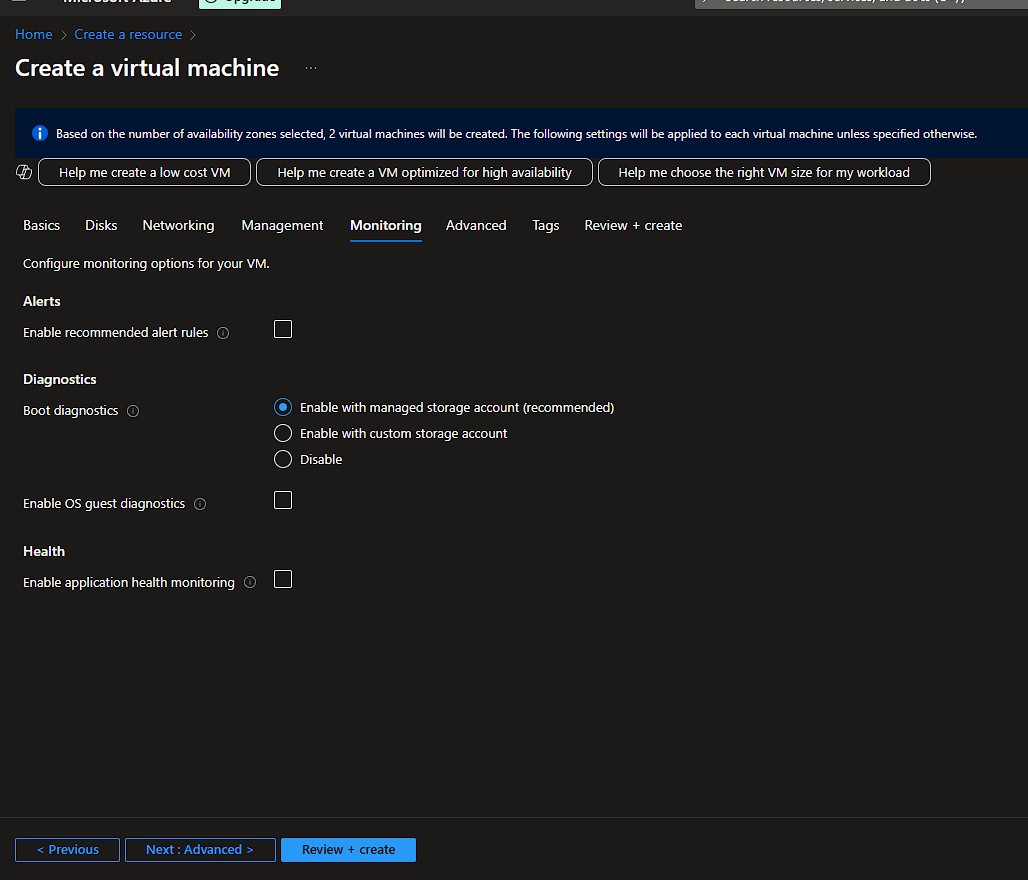 Microsoft Azure
Upgrade
Home > Create a resource >
Create a virtual machine ...
Based on the number of availability zones selected, 2 virtual machines will be created. The following settings will be applied to each virtual machine unless specified otherwise.
Help me create a low cost VM Help me create a VM optimized for high availability Help me choose the right VM size for my workload
Basics Disks Networking Management Monitoring Advanced Tags Review + create
Configure monitoring options for your VM.
Alerts
Enable recommended alert rules
Diagnostics
Boot diagnostics
Enable with managed storage account (recommended)
Enable with custom storage account
Disable
Enable OS guest diagnostics
Health
Enable application health monitoring
< Previous Next : Advanced > Review + create